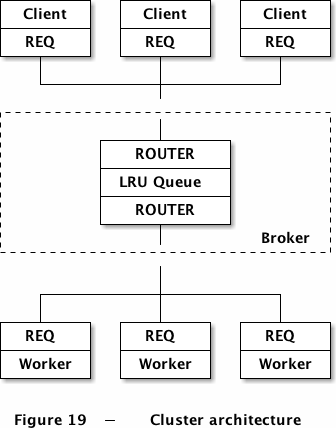 Client Client Client
REQ REQ REQ
ROUTER
LRU Queue
ROUTER
Broker
REQ REQ REQ
Worker Worker Worker
Figure 19 — Cluster architecture